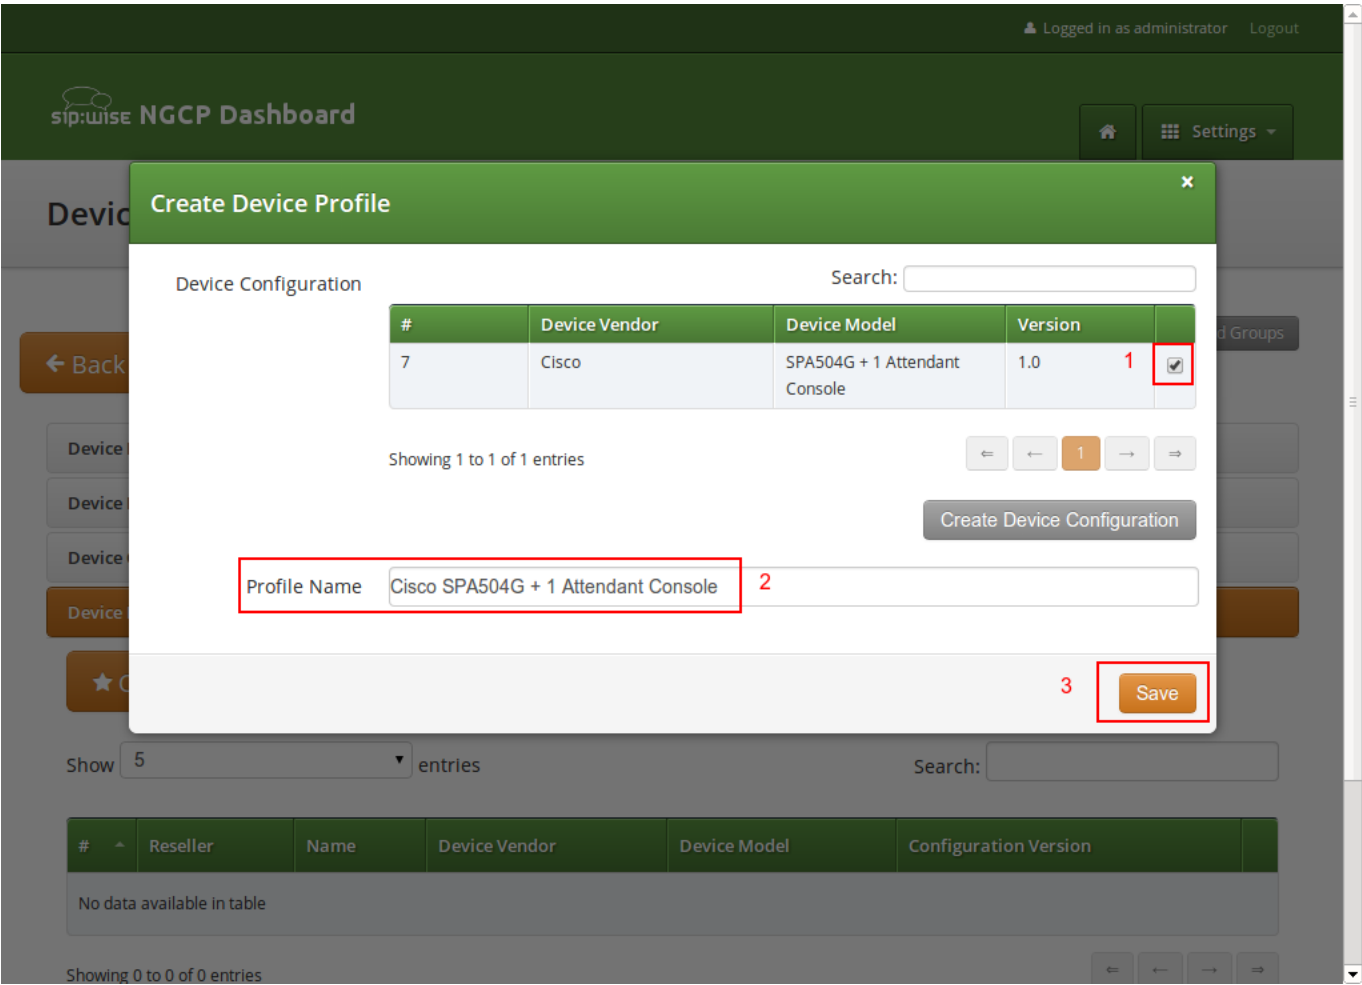 Logged in as administrator Logout
sip:wise NGCP Dashboard
Settings
Devic
Create Device Profile
×
Device Configuration
Search:
# Device Vendor Device Model Version
7 Cisco SPA504G + 1 Attendant Console 1.0 1
d Groups
← Back
Device
Showing 1 to 1 of 1 entries
⇐ ← 1 → ⇒
Device
Create Device Configuration
Device
Profile Name Cisco SPA504G + 1 Attendant Console 2
Device
3 Save
Show 5 entries
Search:
# Reseller Name Device Vendor Device Model Configuration Version
No data available in table
Showing 0 to 0 of 0 entries
⇐ ← → ⇒